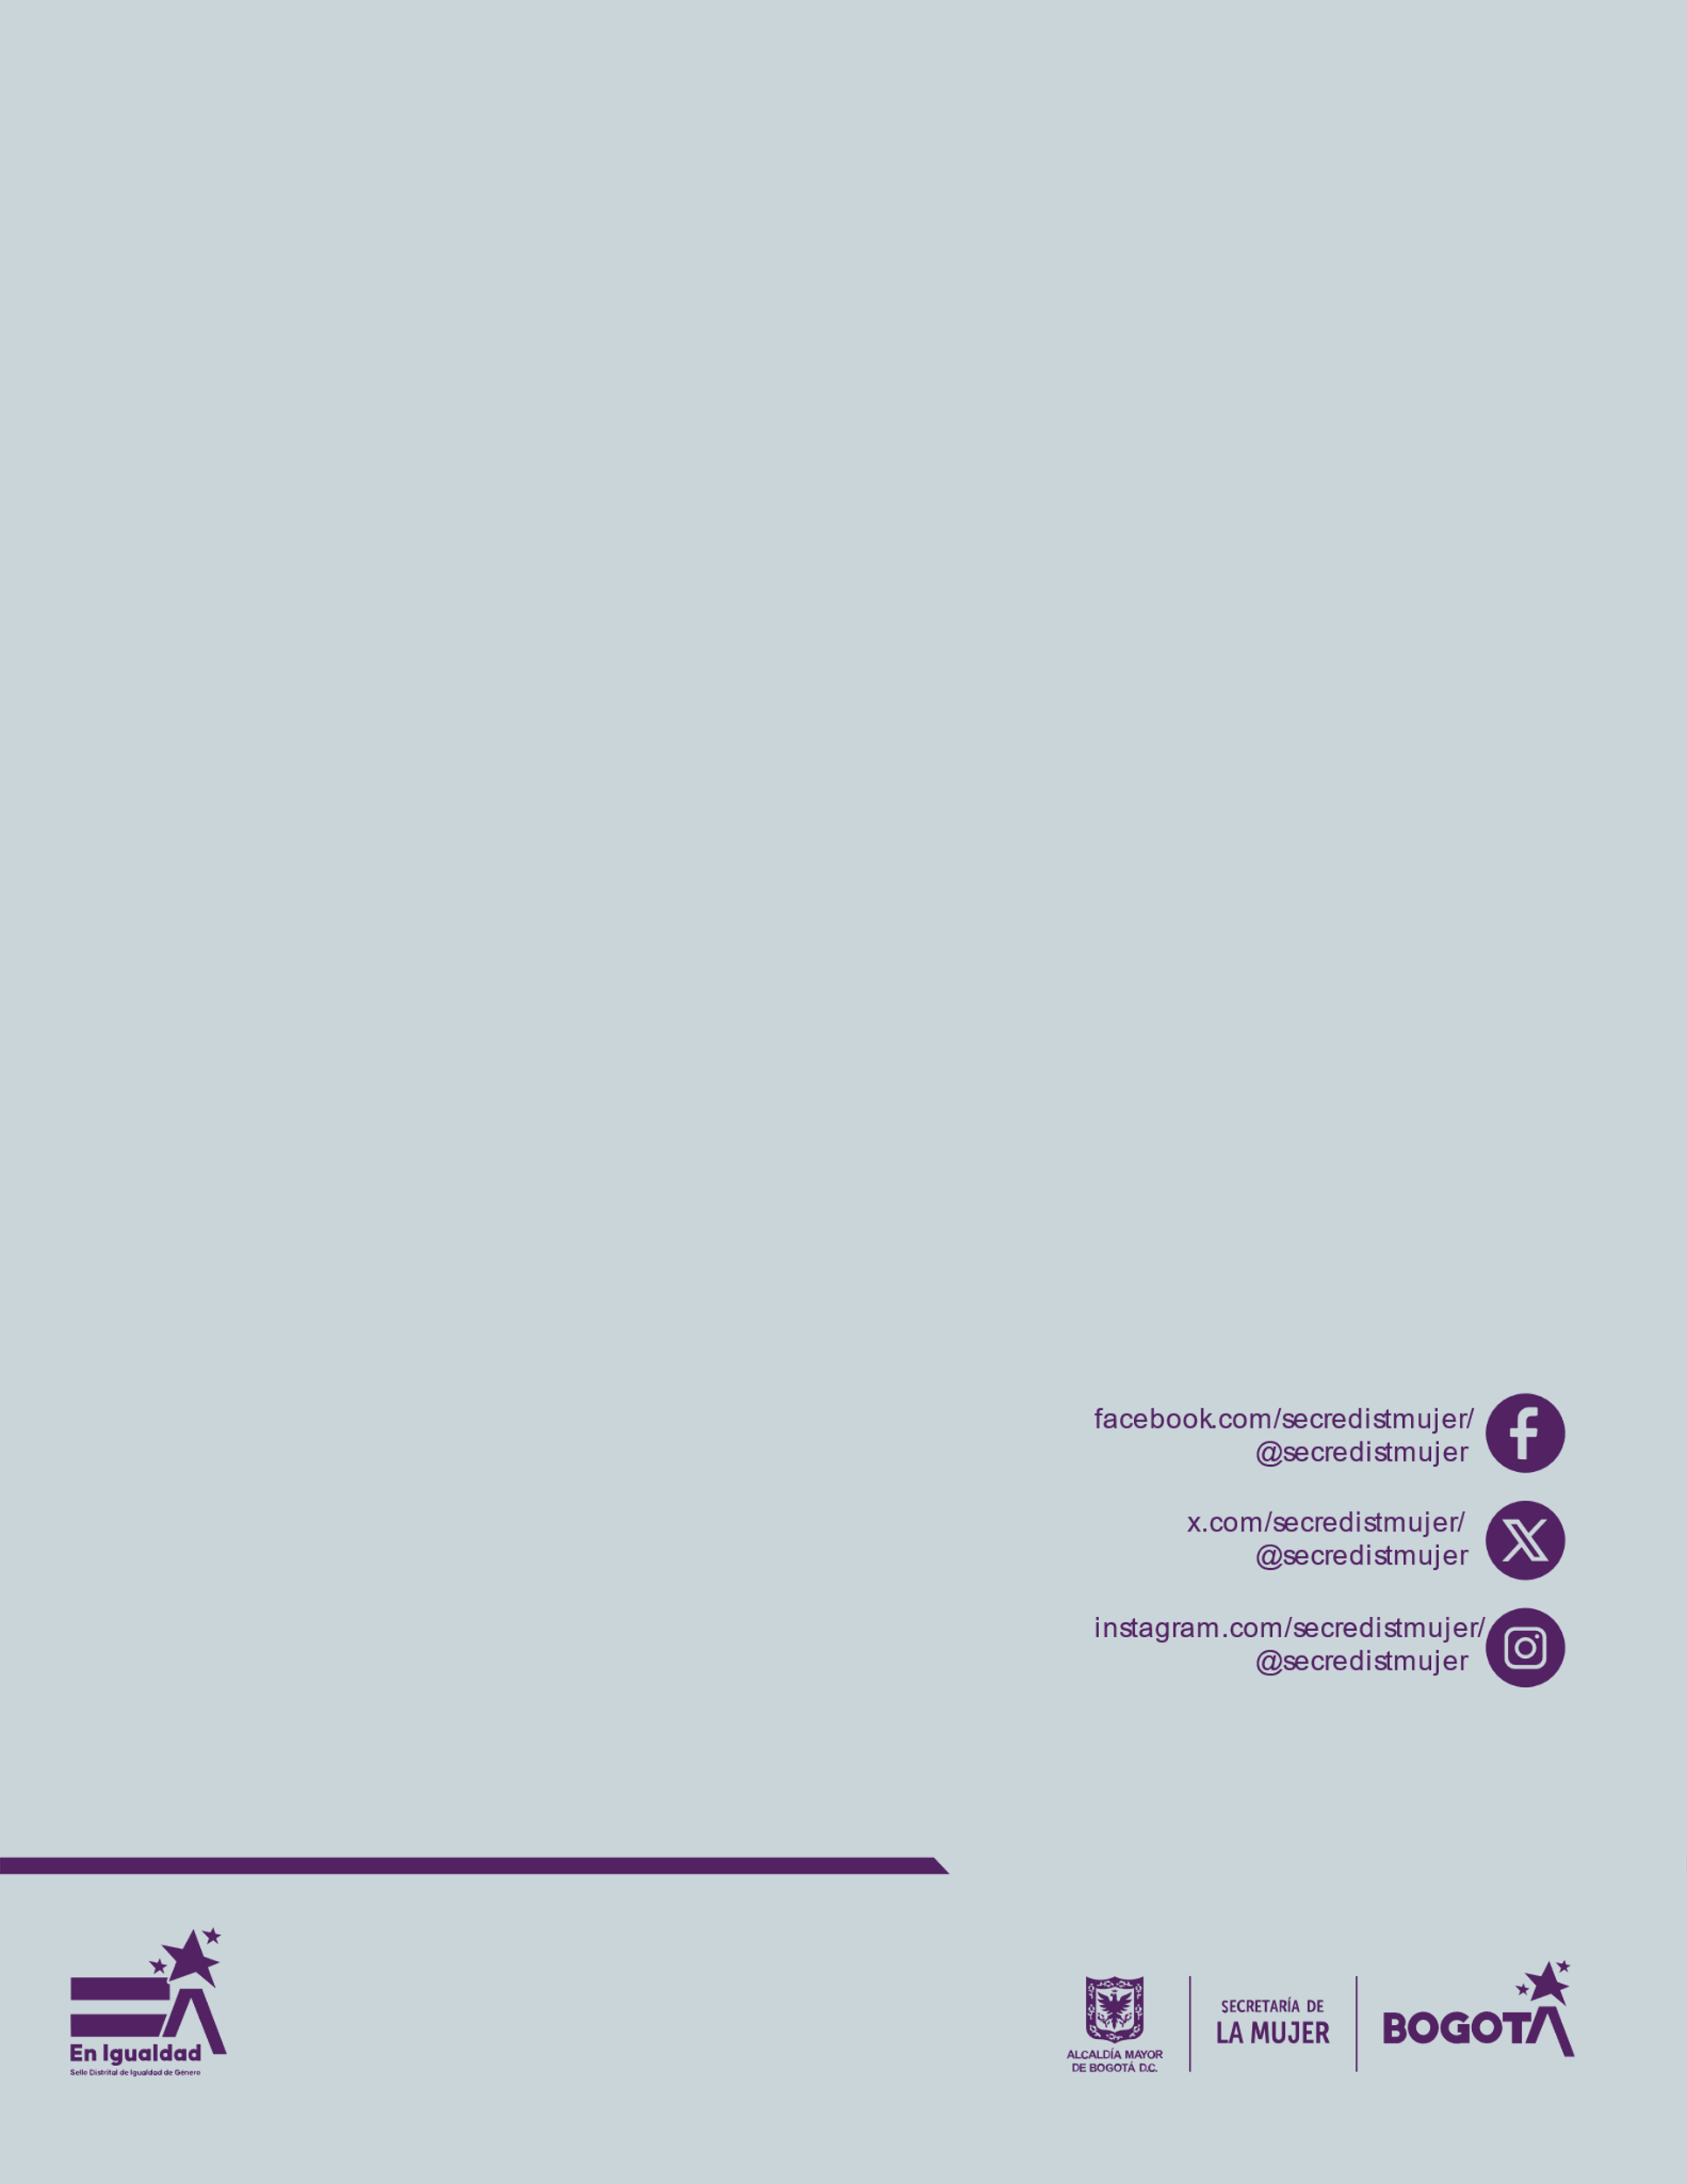 facebook.com/secredistmujer/
@secredistmujer
x.com/secredistmujer/
@secredistmujer
instagram.com/secredistmujer/
@secredistmujer
En Igualdad
Sello Distrital de Igualdad de Género
ALCALDÍA MAYOR
DE BOGOTÁ D.C.
SECRETARÍA DE
LA MUJER
BOGOTÁ